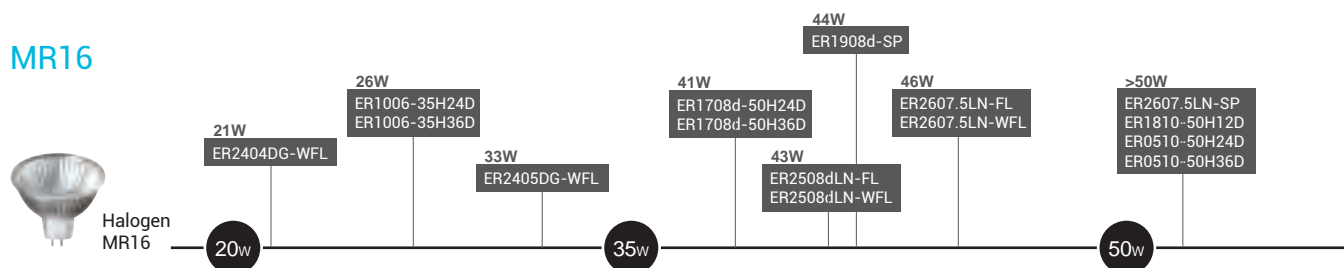 MR16
21W
ER2404DG-WFL
26W
ER1006-35H24D
ER1006-35H36D
33W
ER2405DG-WFL
41W
ER1708d-50H24D
ER1708d-50H36D
43W
ER2508dLN-FL
ER2508dLN-WFL
44W
ER1908d-SP
46W
ER2607.5LN-FL
ER2607.5LN-WFL
>50W
ER2607.5LN-SP
ER1810-50H12D
ER0510-50H24D
ER0510-50H36D
Halogen
MR16
20W
35W
50W